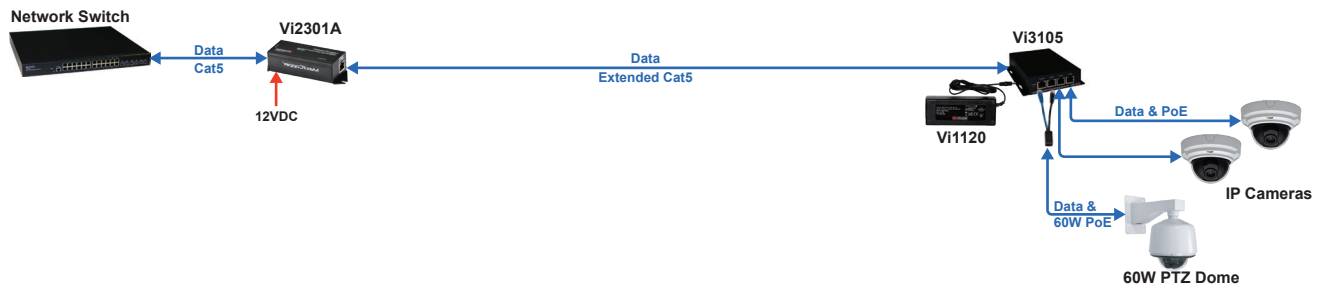 Network Switch
Vi2301A
Data
Cat5
12VDC
Data
Extended Cat5
Vi3105
Vi1120
Data & PoE
IP Cameras
Data &
60W PoE
60W PTZ Dome